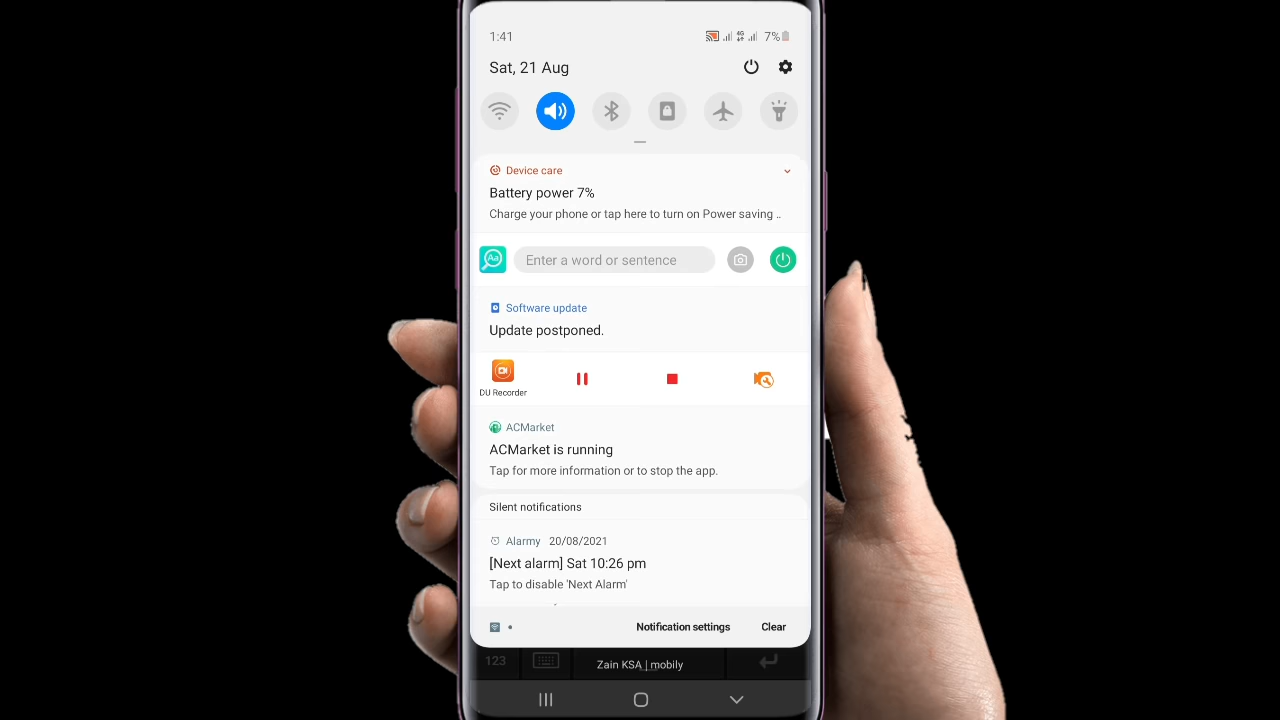 1:41
4G
7%
Sat, 21 Aug
Device care
Battery power 7%
Charge your phone or tap here to turn on Power saving ..
Aa
Enter a word or sentence
Software update
Update postponed.
DU Recorder
ACMarket
ACMarket is running
Tap for more information or to stop the app.
Silent notifications
Alarmy 20/08/2021
[Next alarm] Sat 10:26 pm
Tap to disable 'Next Alarm'
Notification settings
Clear
123
Zain KSA | mobily